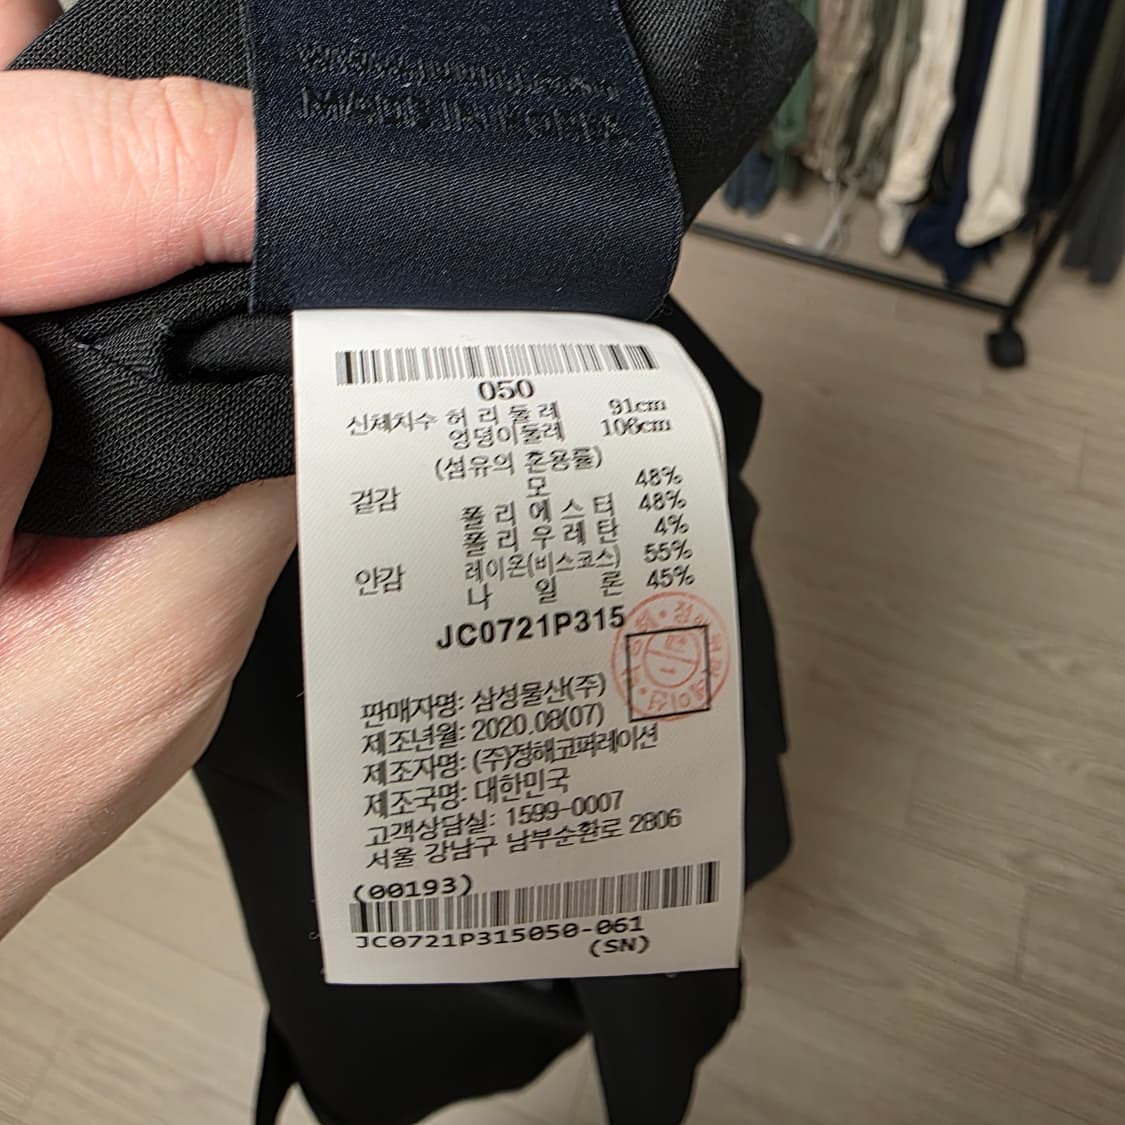 MADE IN KOREA
050
신체치수 허리둘레 91cm
엉덩이둘레 106cm
(섬유의 혼용률)
겉감 모 48%
폴리에스터 48%
폴리우레탄 4%
안감 레이온(비스코스) 55%
나일론 45%
JC0721P315
판매자명: 삼성물산(주)
제조년월: 2020.08(07)
제조자명: (주)정해코퍼레이션
제조국명: 대한민국
고객상담실: 1599-0007
서울 강남구 남부순환로 2806
(00193)
JC0721P315050-061
(SN)